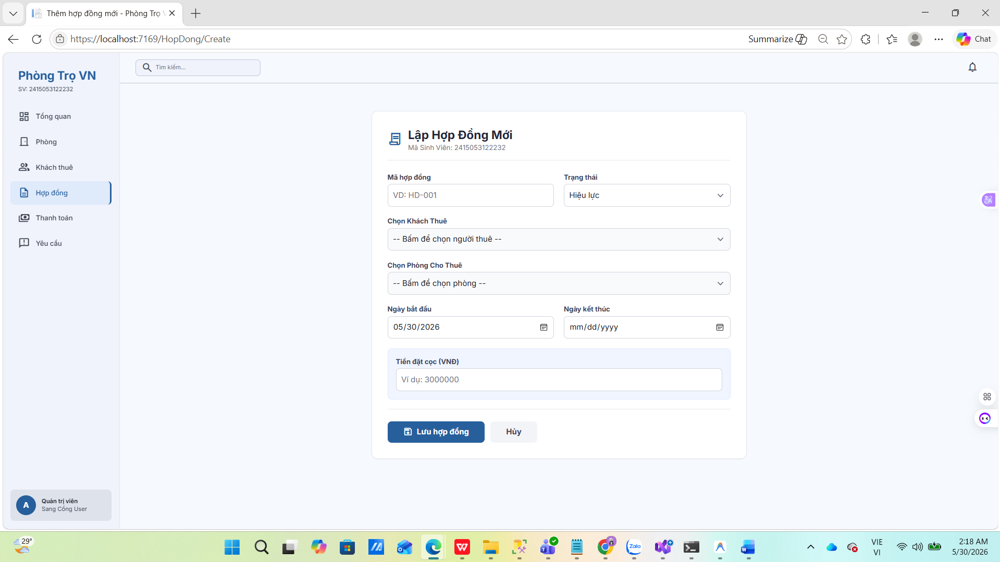 Thêm hợp đồng mới - Phòng Trọ V
https://localhost:7169/HopDong/Create
Summarize
Chat
Phòng Trọ VN
SV: 2415053122232
Tìm kiếm...
Tổng quan
Phòng
Khách thuê
Hợp đồng
Thanh toán
Yêu cầu
Lập Hợp Đồng Mới
Mã Sinh Viên: 2415053122232
Mã hợp đồng
Trạng thái
VD: HD-001
Hiệu lực
Chọn Khách Thuê
-- Bấm để chọn người thuê --
Chọn Phòng Cho Thuê
-- Bấm để chọn phòng --
Ngày bắt đầu
Ngày kết thúc
05/30/2026
mm/dd/yyyy
Tiền đặt cọc (VNĐ)
Ví dụ: 3000000
Lưu hợp đồng
Hủy
A
Quản trị viên
Sang Cổng User
29°
Zalo
VIE
VI
2:18 AM
5/30/2026